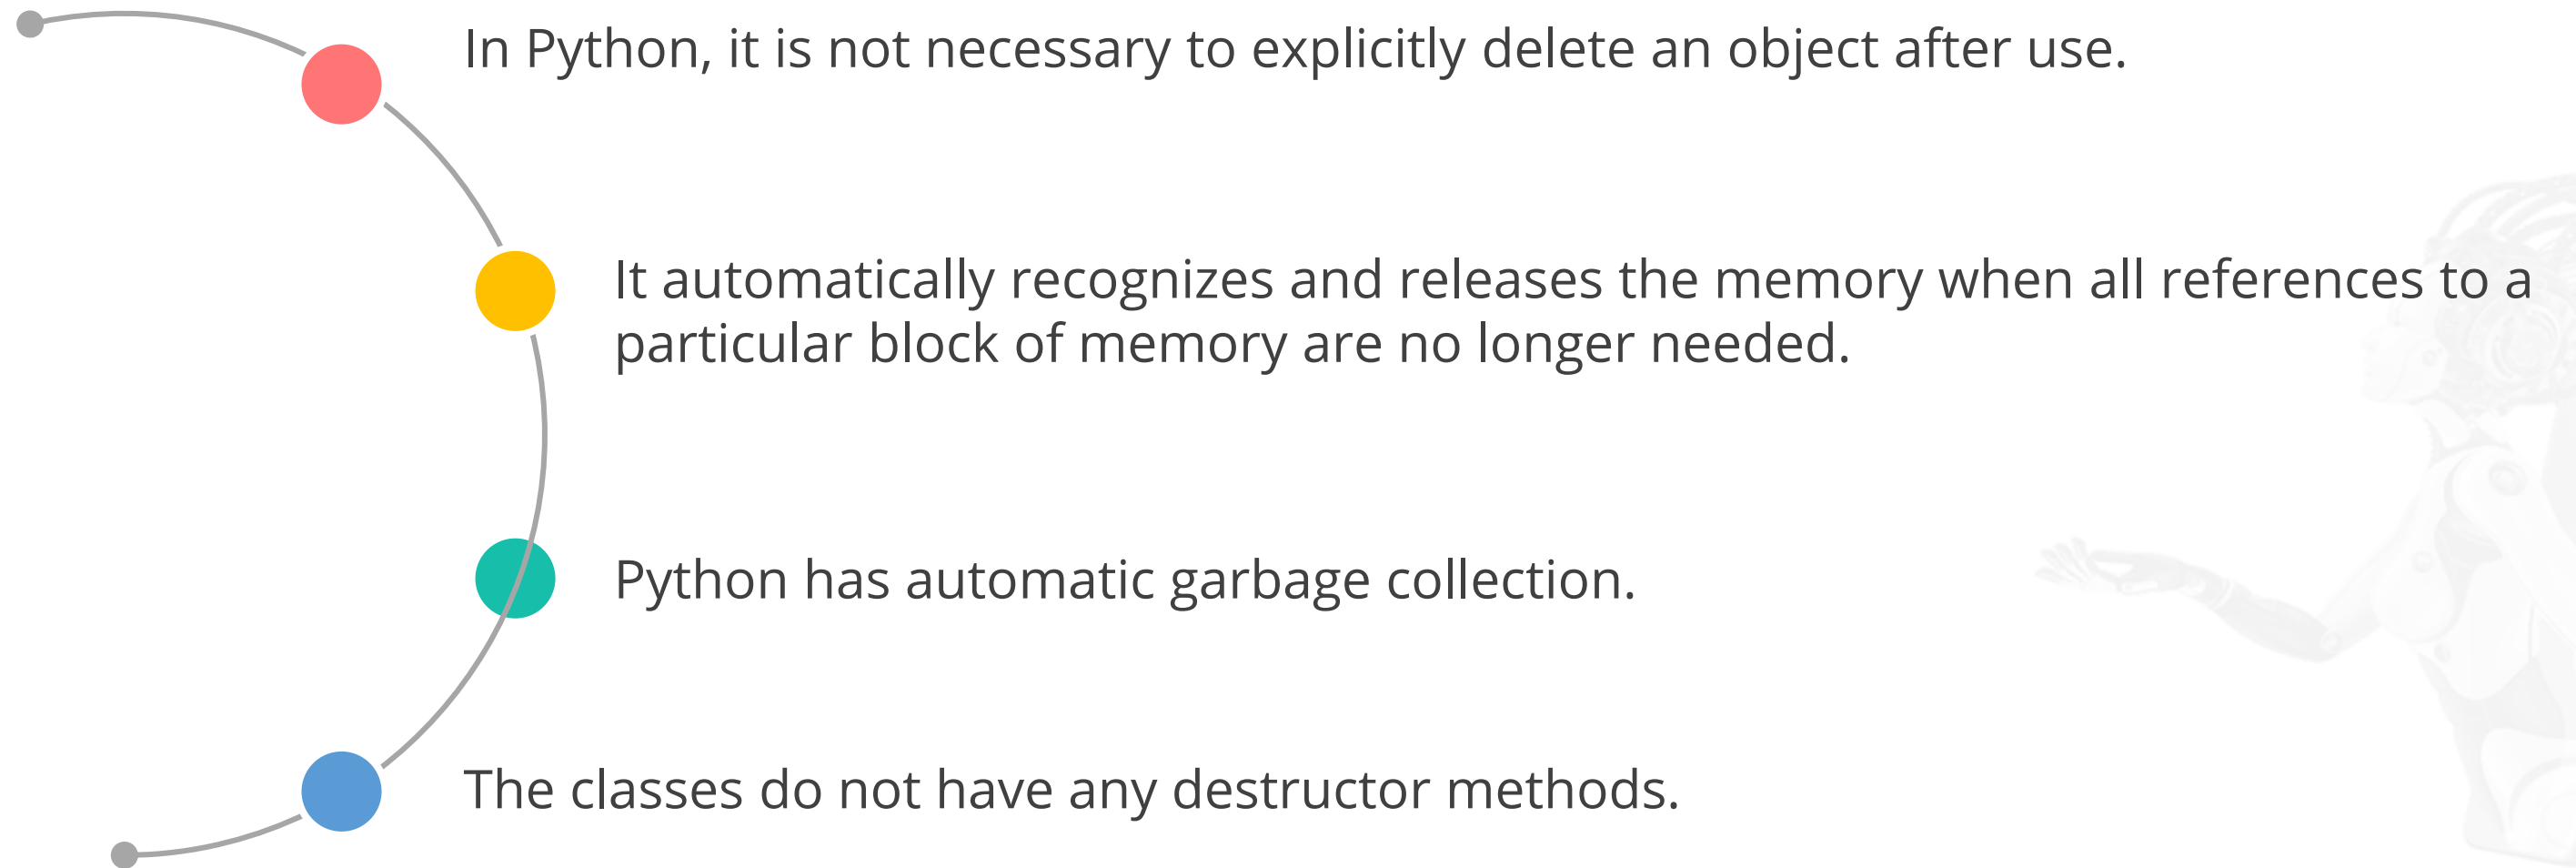 In Python, it is not necessary to explicitly delete an object after use.
It automatically recognizes and releases the memory when all references to a
particular block of memory are no longer needed.
Python has automatic garbage collection.
The classes do not have any destructor methods.